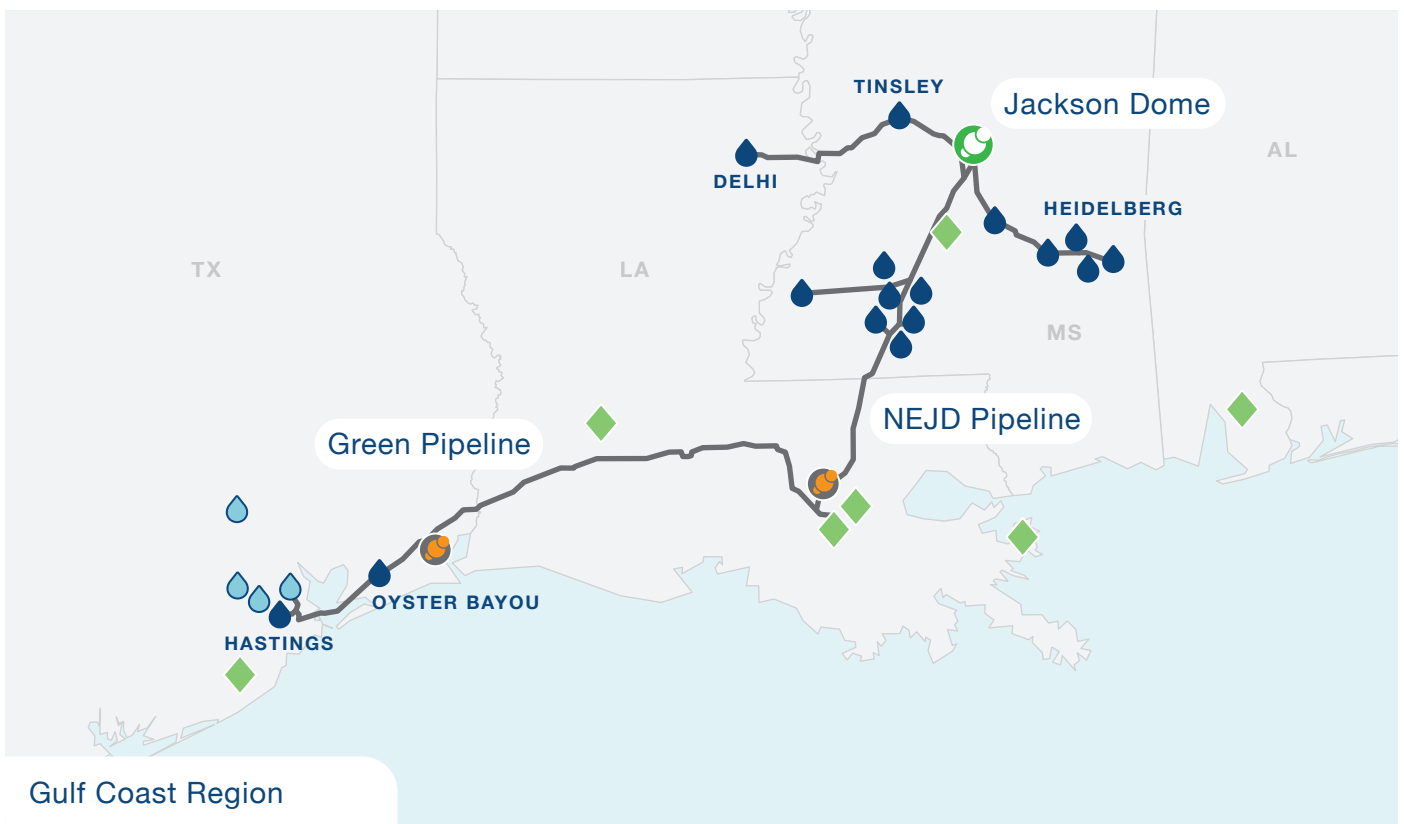 TINSLEY
Jackson Dome
AL
DELHI
HEIDELBERG
TX
LA
MS
NEJD Pipeline
Green Pipeline
OYSTER BAYOU
HASTINGS
Gulf Coast Region